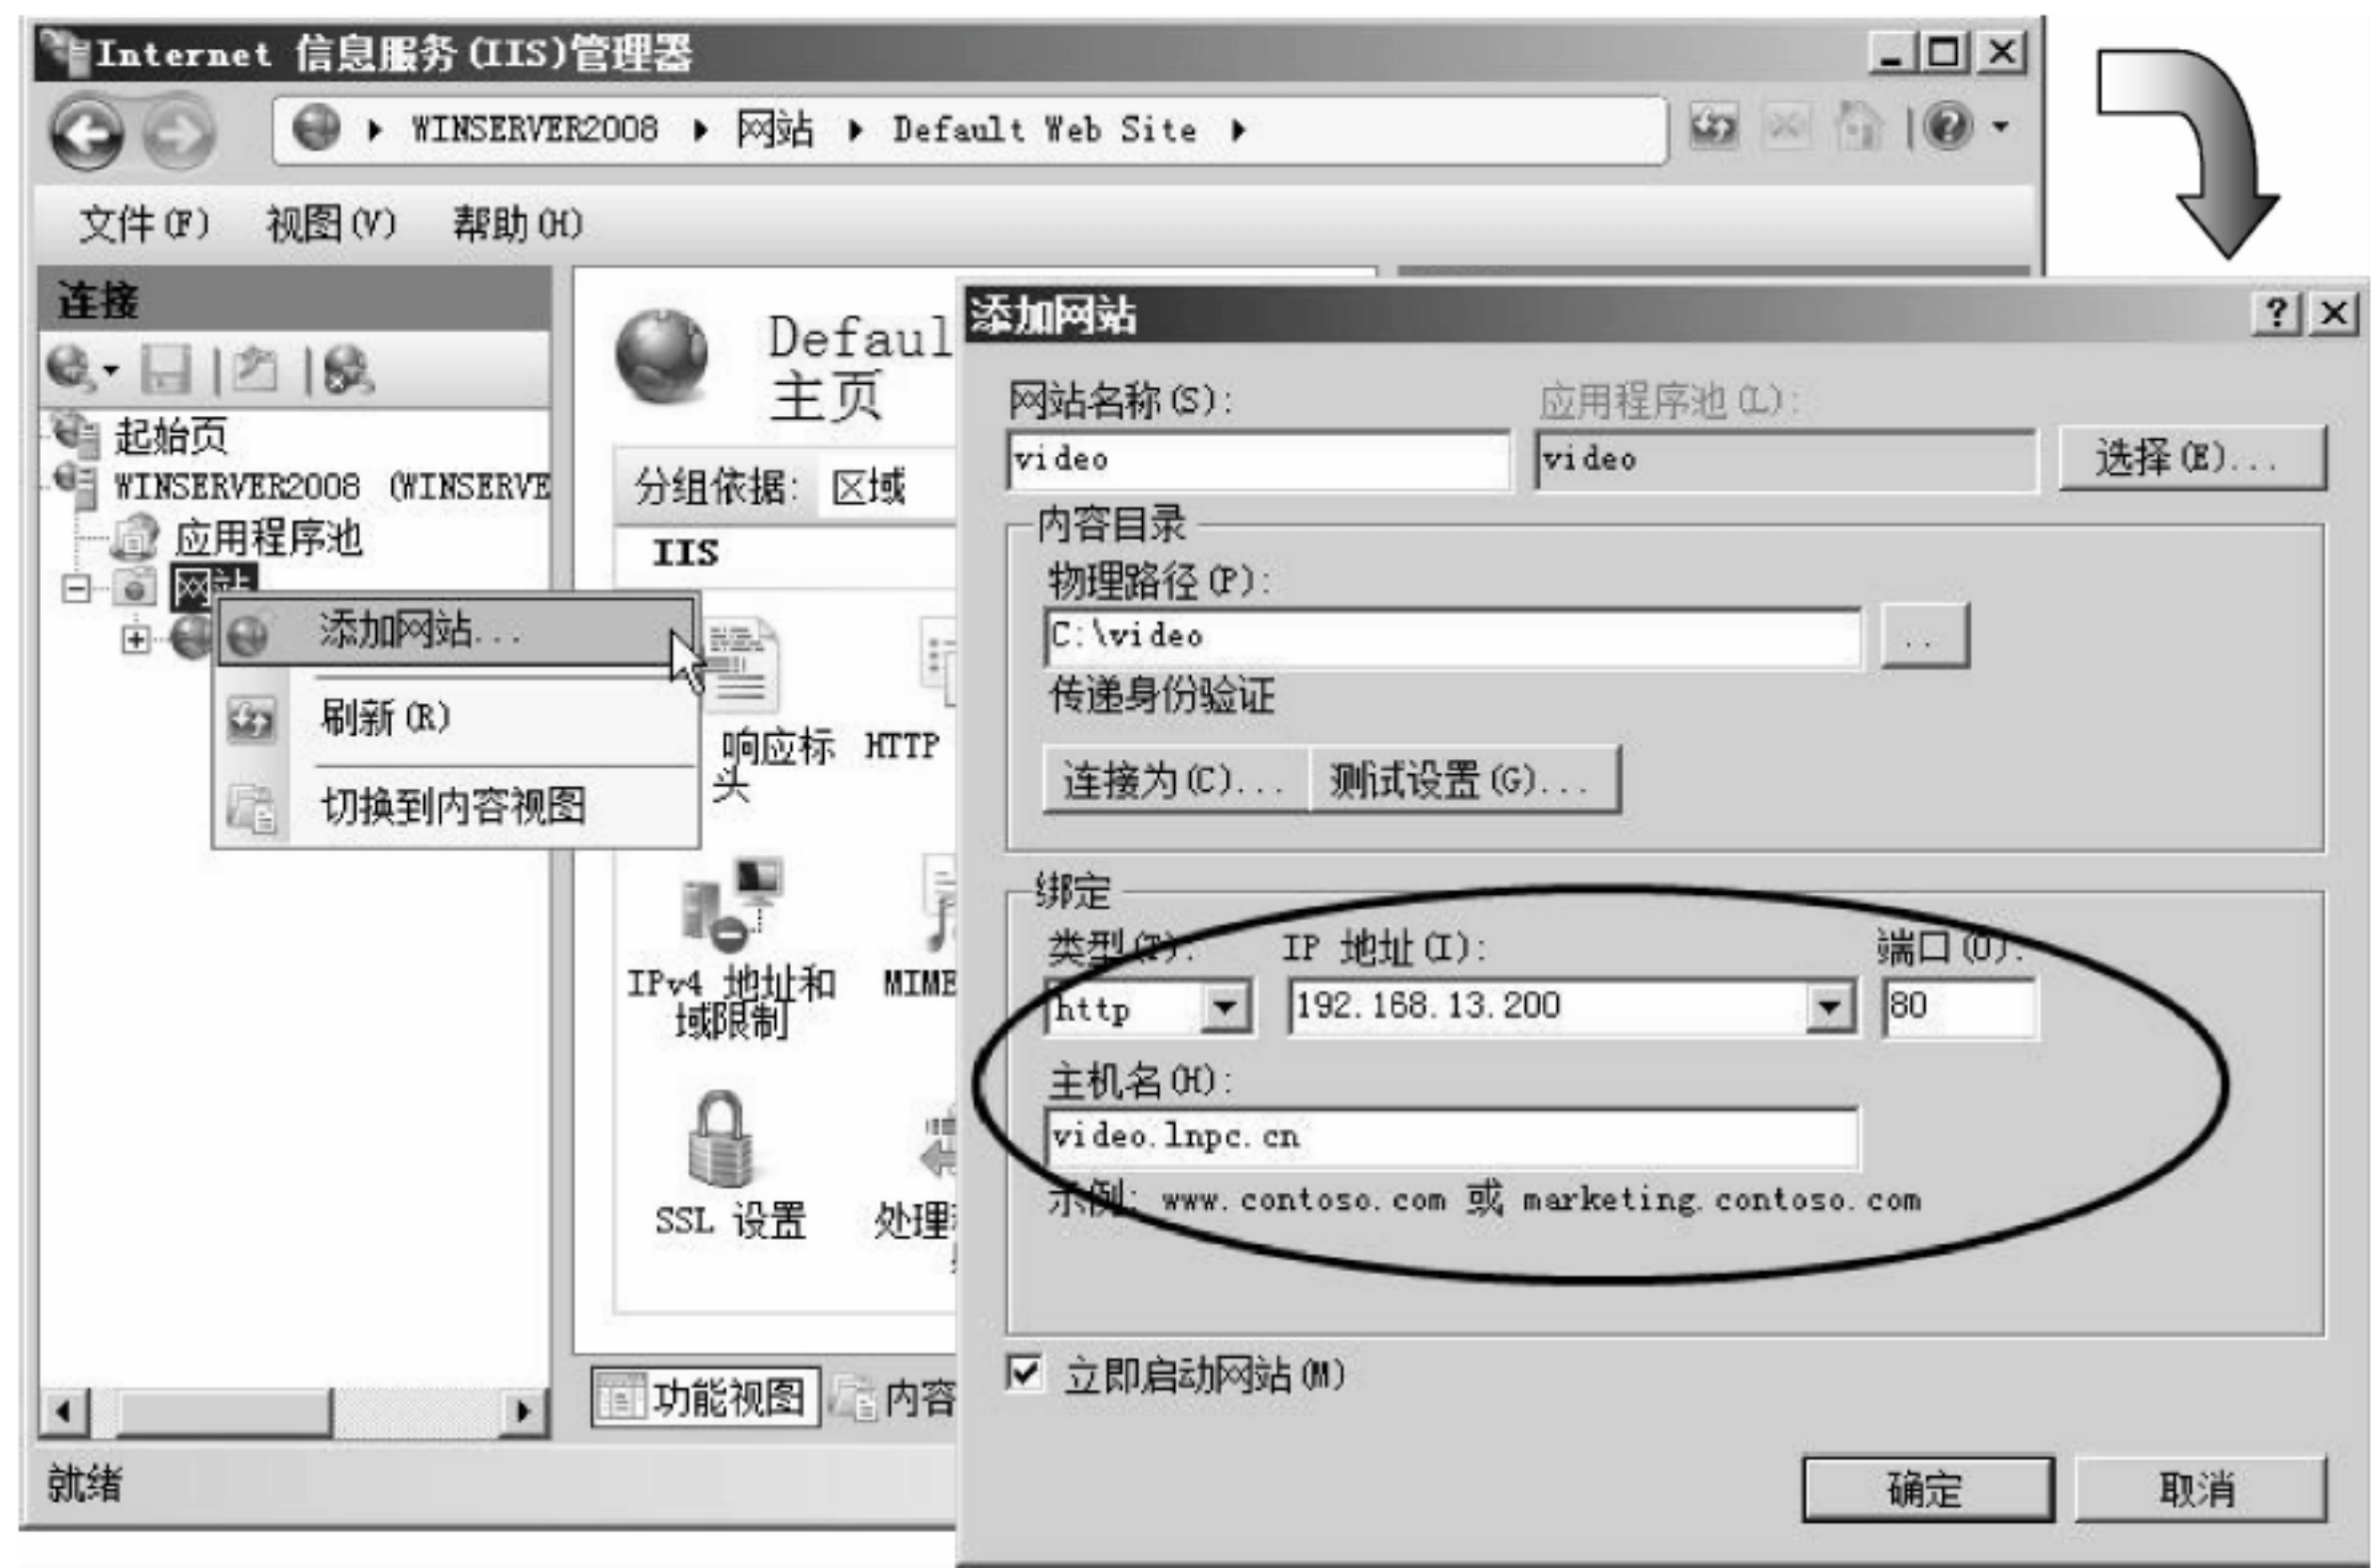 Internet 信息服务(IIS)管理器
WINSERVER2008 网站 Default Web Site
文件(F) 视图(V) 帮助(H)
连接
起始页
WINSERVER2008 (WINSERVE
应用程序池
网站
添加网站...
刷新(R)
切换到内容视图
Defaul
主页
分组依据: 区域
IIS
响应标
头
HTTP
IPv4 地址和
域限制
MIME
SSL 设置
处理
功能视图
内容
就绪
添加网站
网站名称(S):
应用程序池(L):
video
video
选择(E)...
内容目录
物理路径(P):
C:\video
..
传递身份验证
连接为(C)...
测试设置(G)...
绑定
类型(T): IP 地址(I): 端口(O):
http 192.168.13.200 80
主机名(H):
video.lnpc.cn
示例: www.contoso.com 或 marketing.contoso.com
立即启动网站(M)
确定 取消